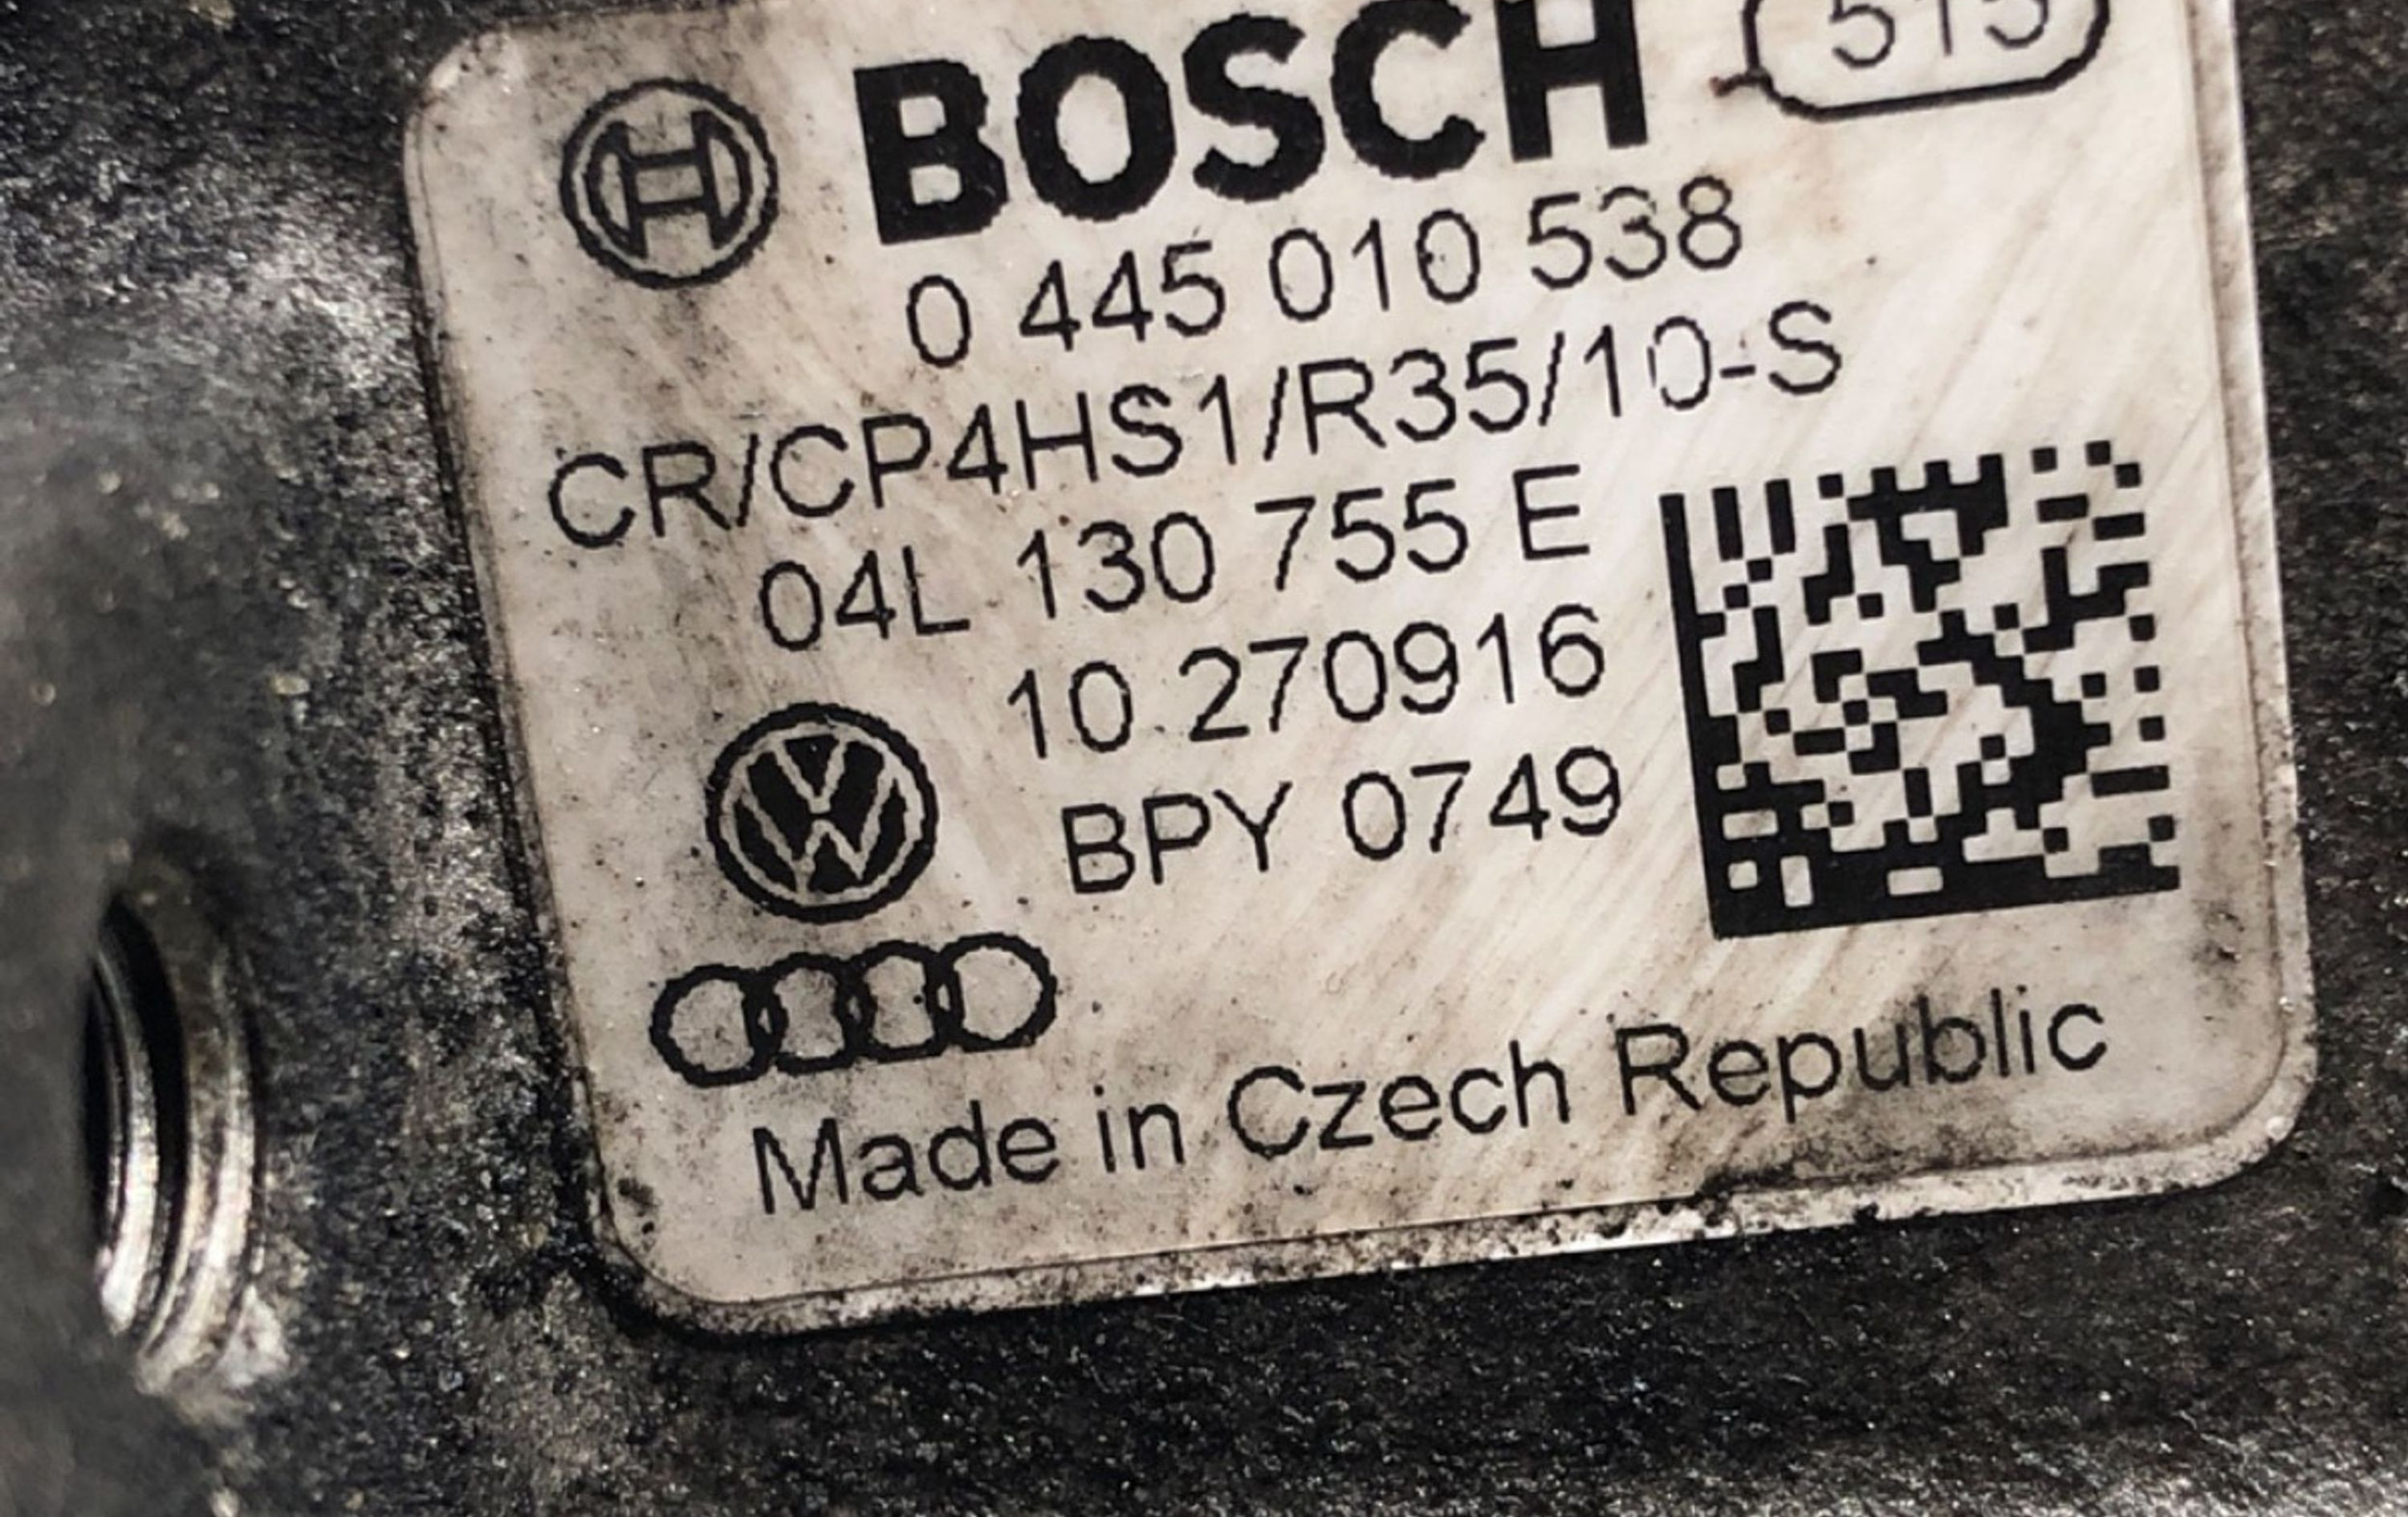 BOSCH 515
0 445 010 538
CR/CP4HS1/R35/10-S
04L 130 755 E
10 270916
BPY 0749
Made in Czech Republic